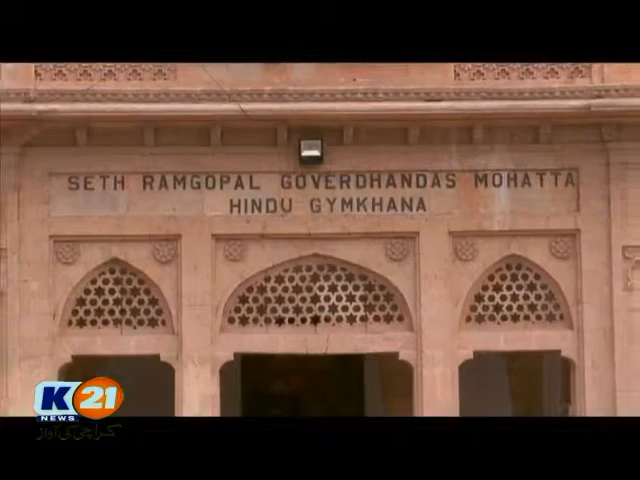 SETH RAMGOPAL GOVERDHANDAS MOHATTA
HINDU GYMKHANA
K21
NEWS
کراچی کی آواز